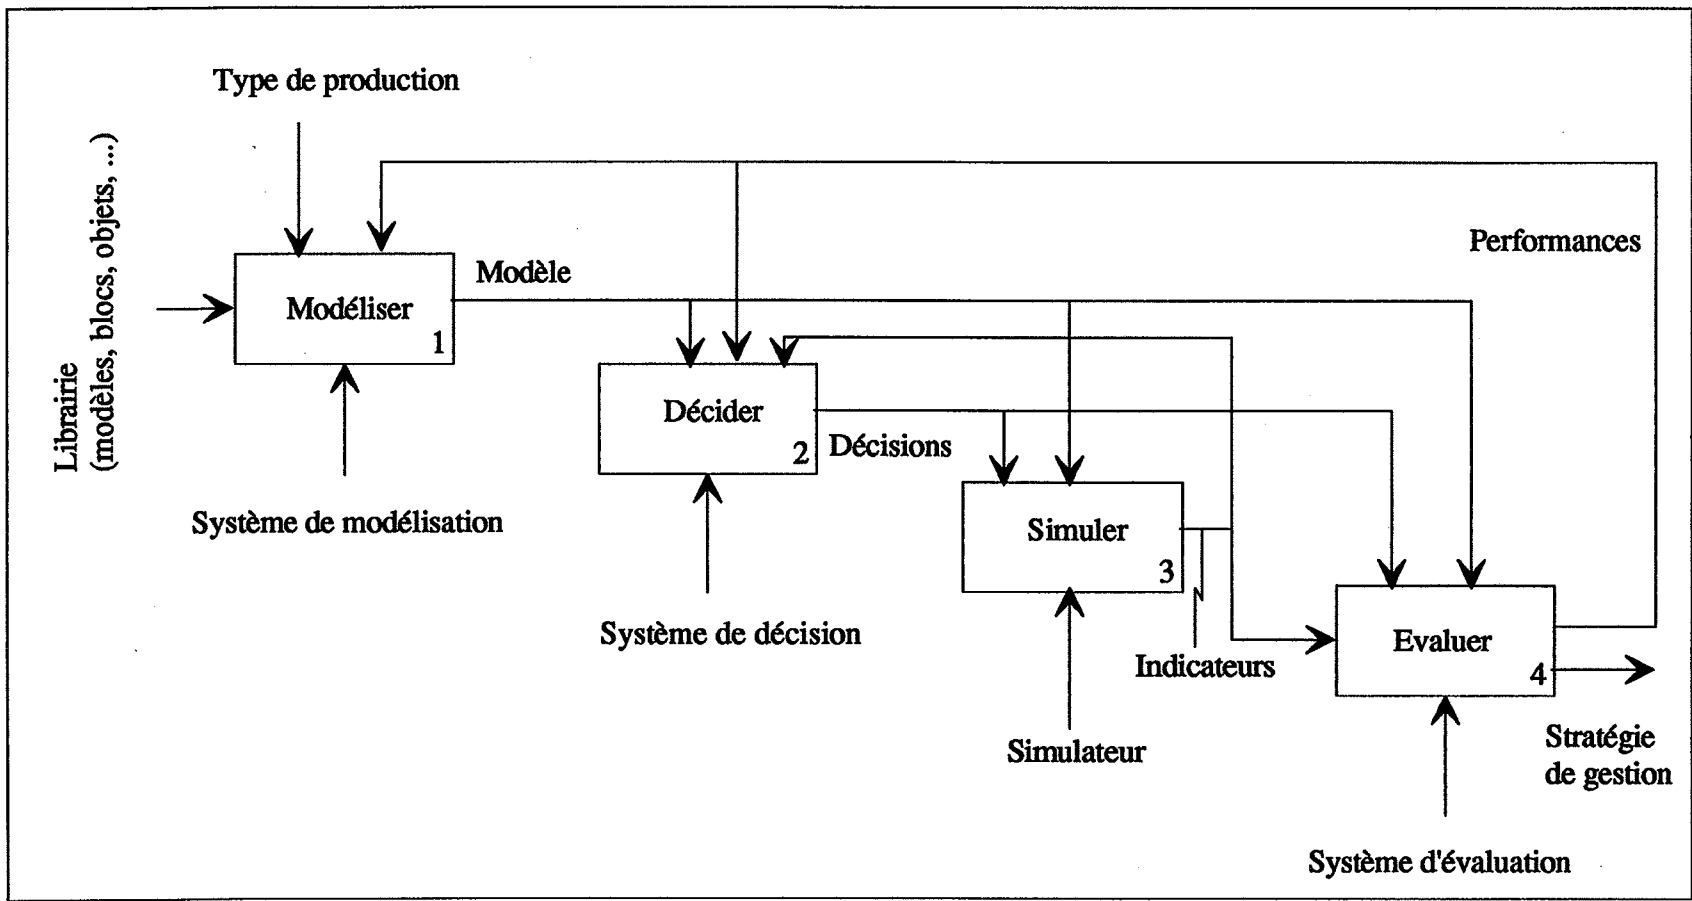 Type de production
Librairie
(modèles, blocs, objets, ...)
Performances
Modèle
Modéliser
1
Décider
2
Décisions
Système de modélisation
Simuler
3
Système de décision
Evaluer
4
Indicateurs
Simulateur
Stratégie
de gestion
Système d'évaluation